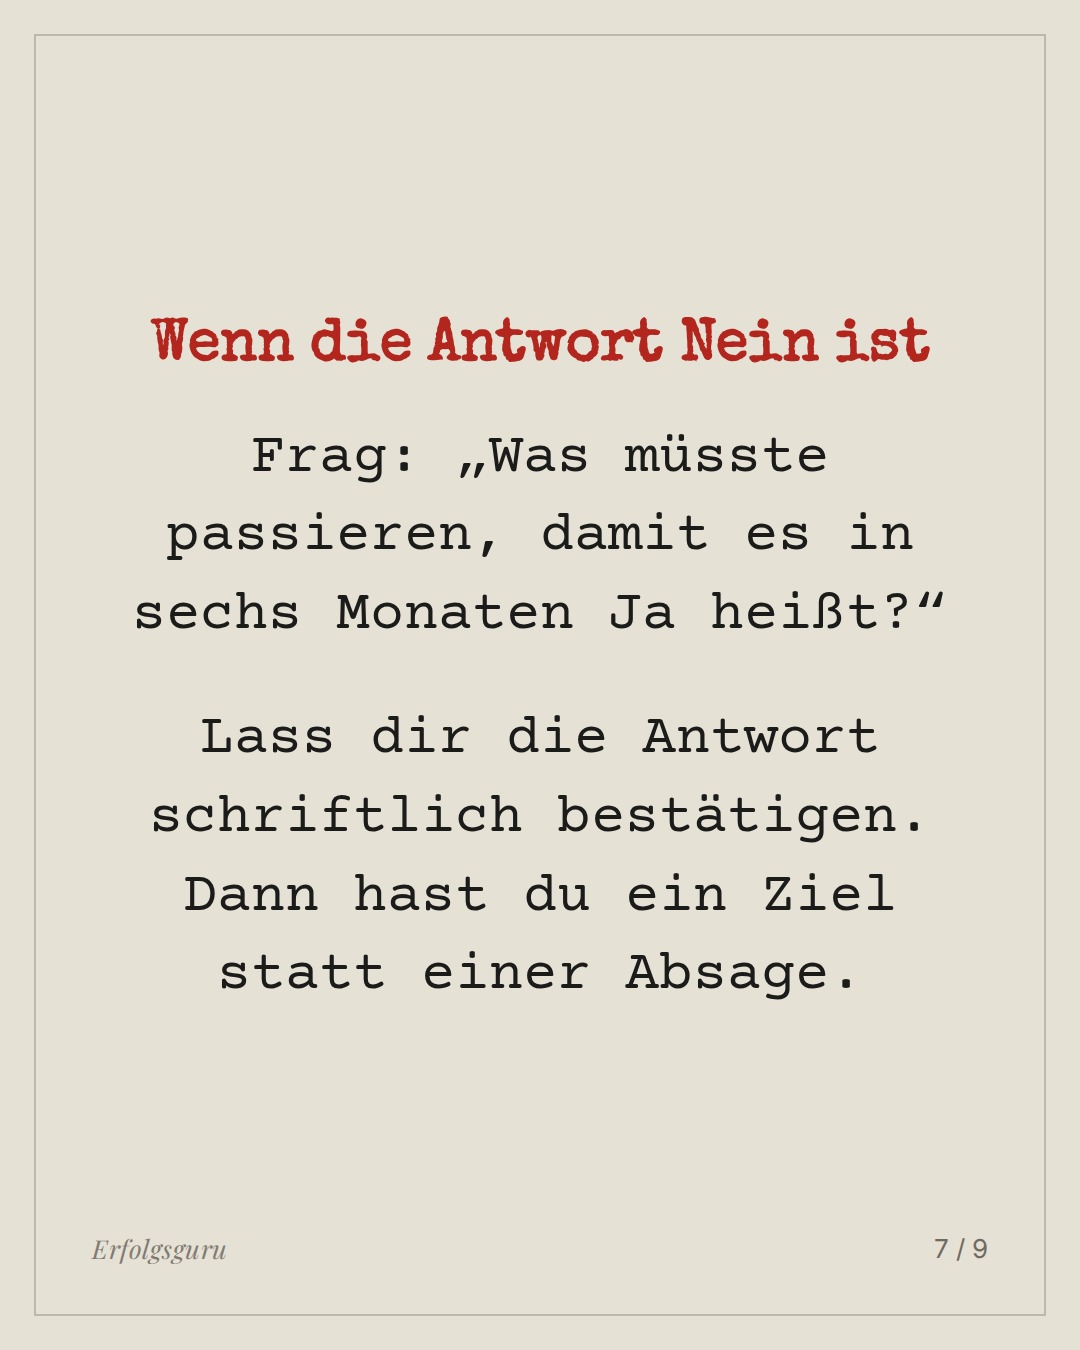 Wenn die Antwort Nein ist
Frag: „Was müsste
passieren, damit es in
sechs Monaten Ja heißt?“
Lass dir die Antwort
schriftlich bestätigen.
Dann hast du ein Ziel
statt einer Absage.
Erfolgsguru
7 / 9